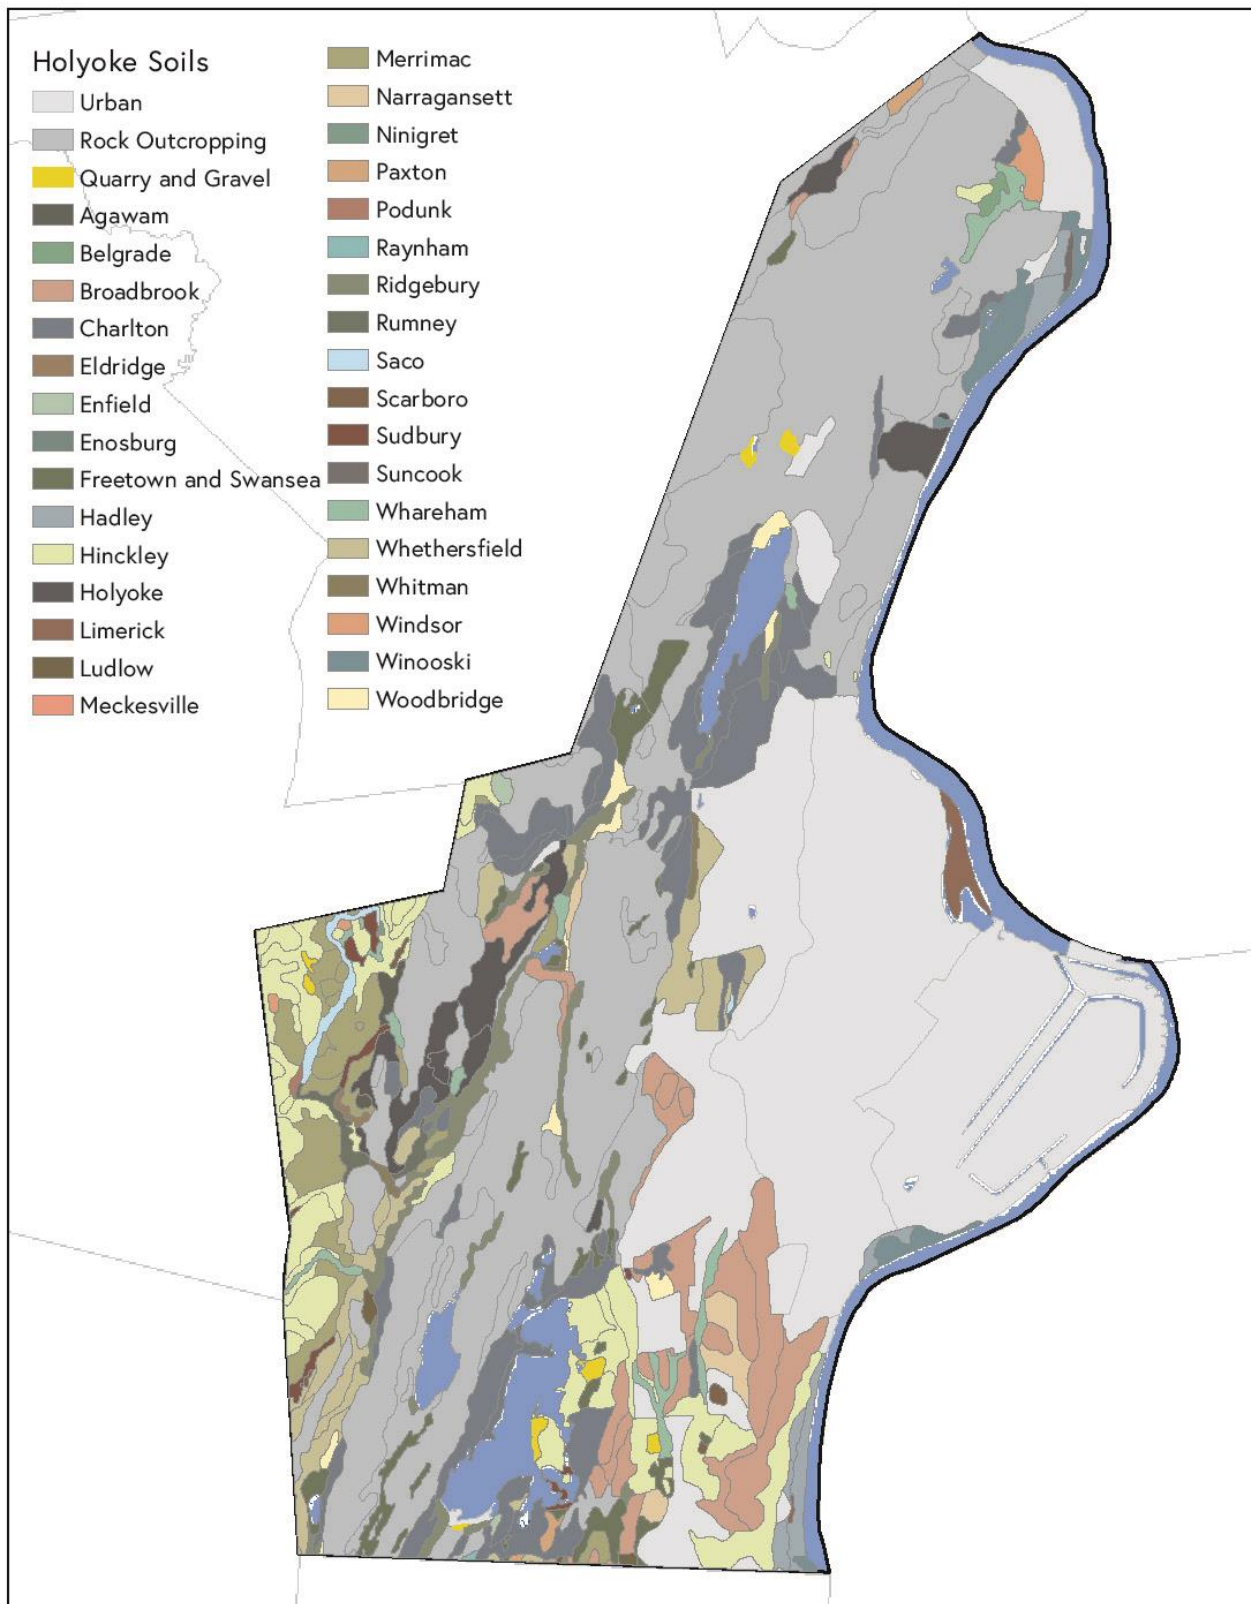 Holyoke Soils
Urban
Rock Outcropping
Quarry and Gravel
Agawam
Belgrade
Broadbrook
Charlton
Eldridge
Enfield
Enosburg
Freetown and Swansea
Hadley
Hinckley
Holyoke
Limerick
Ludlow
Meckesville
Merrimac
Narragansett
Ninigret
Paxton
Podunk
Raynham
Ridgebury
Rumney
Saco
Scarboro
Sudbury
Suncook
Whareham
Whethersfield
Whitman
Windsor
Winooski
Woodbridge